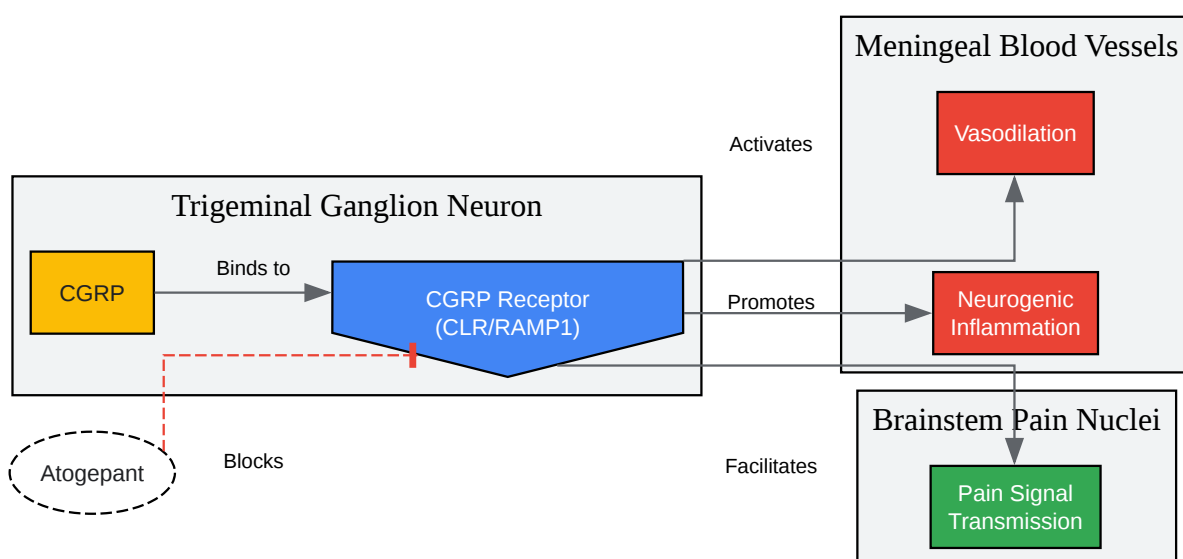 Meningeal Blood Vessels
Vasodilation
Activates
Trigeminal Ganglion Neuron
CGRP
Binds to
CGRP Receptor
(CLR/RAMP1)
Promotes
Neurogenic
Inflammation
Brainstem Pain Nuclei
Atogepant
Blocks
Facilitates
Pain Signal
Transmission